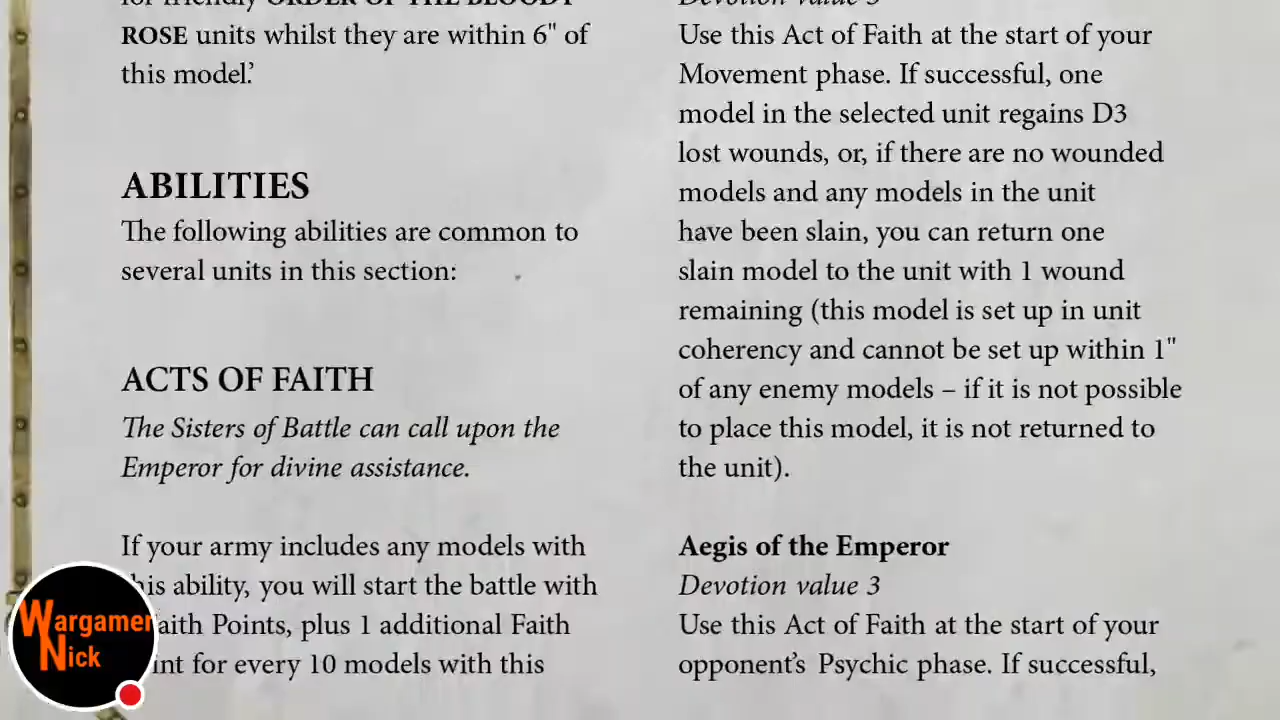 ROSE units whilst they are within 6" of
this model.'
ABILITIES
The following abilities are common to
several units in this section:
ACTS OF FAITH
The Sisters of Battle can call upon the
Emperor for divine assistance.
If your army includes any models with
this ability, you will start the battle with
Faith Points, plus 1 additional Faith
for every 10 models with this
Use this Act of Faith at the start of your
Movement phase. If successful, one
model in the selected unit regains D3
lost wounds, or, if there are no wounded
models and any models in the unit
have been slain, you can return one
slain model to the unit with 1 wound
remaining (this model is set up in unit
coherency and cannot be set up within 1"
of any enemy models – if it is not possible
to place this model, it is not returned to
the unit).
Aegis of the Emperor
Devotion value 3
Use this Act of Faith at the start of your
opponent's Psychic phase. If successful,
Wargamer
Nick